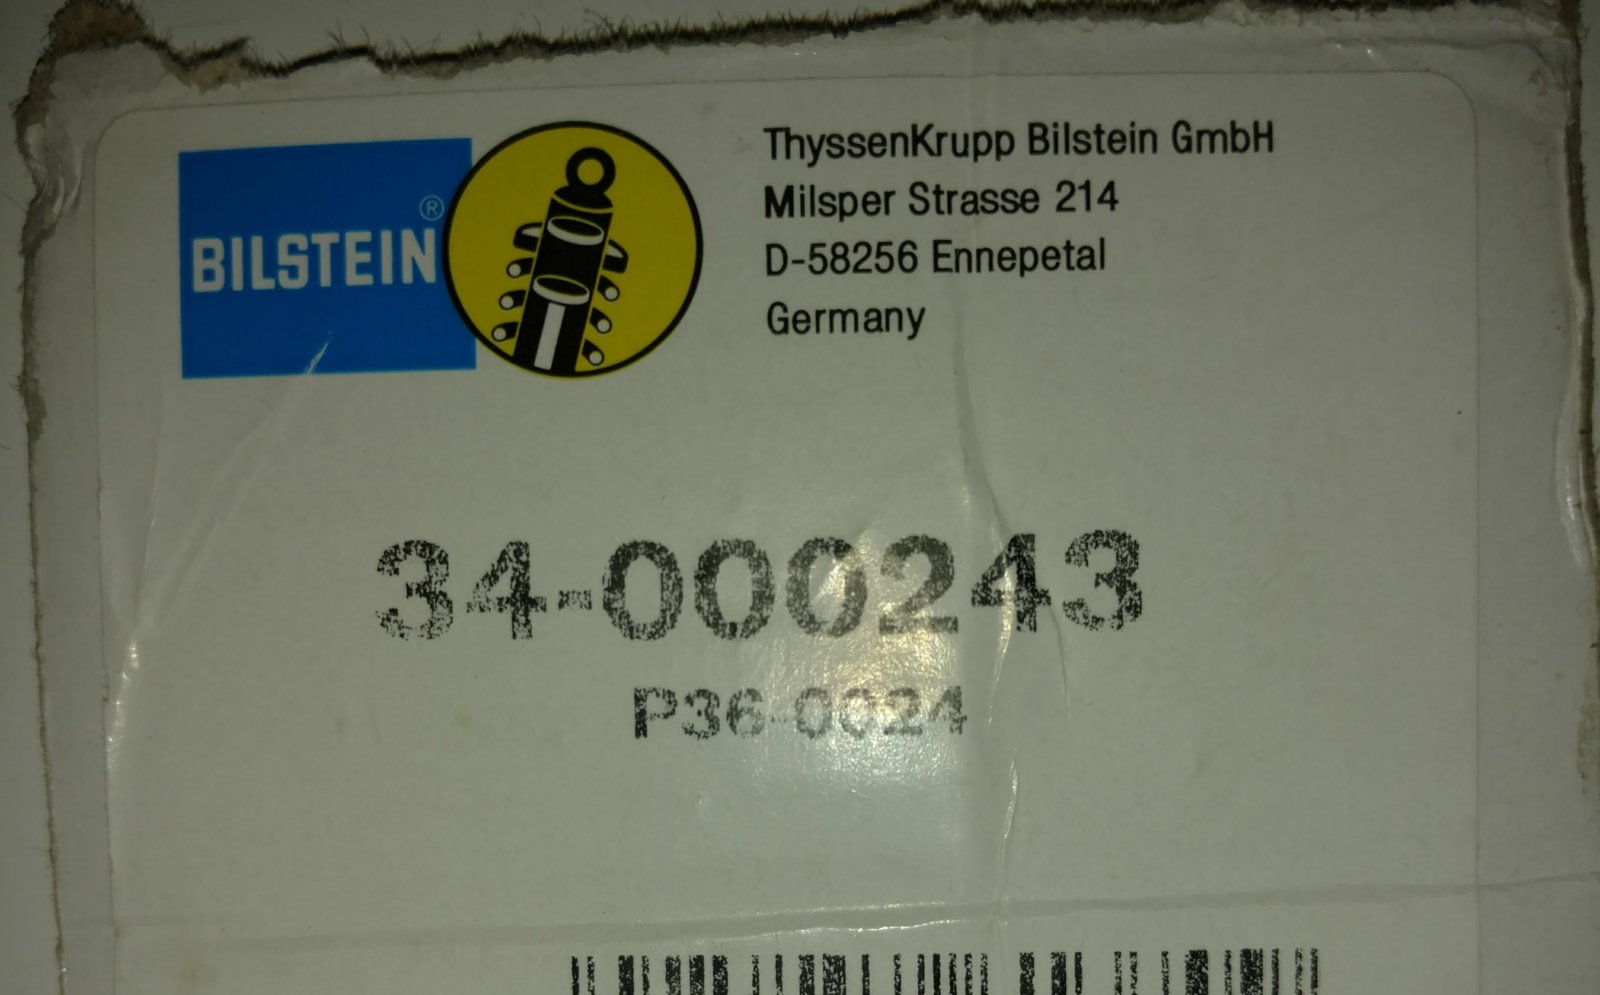 BILSTEIN®
ThyssenKrupp Bilstein GmbH
Milsper Strasse 214
D-58256 Ennepetal
Germany
34-000243
P36-0024